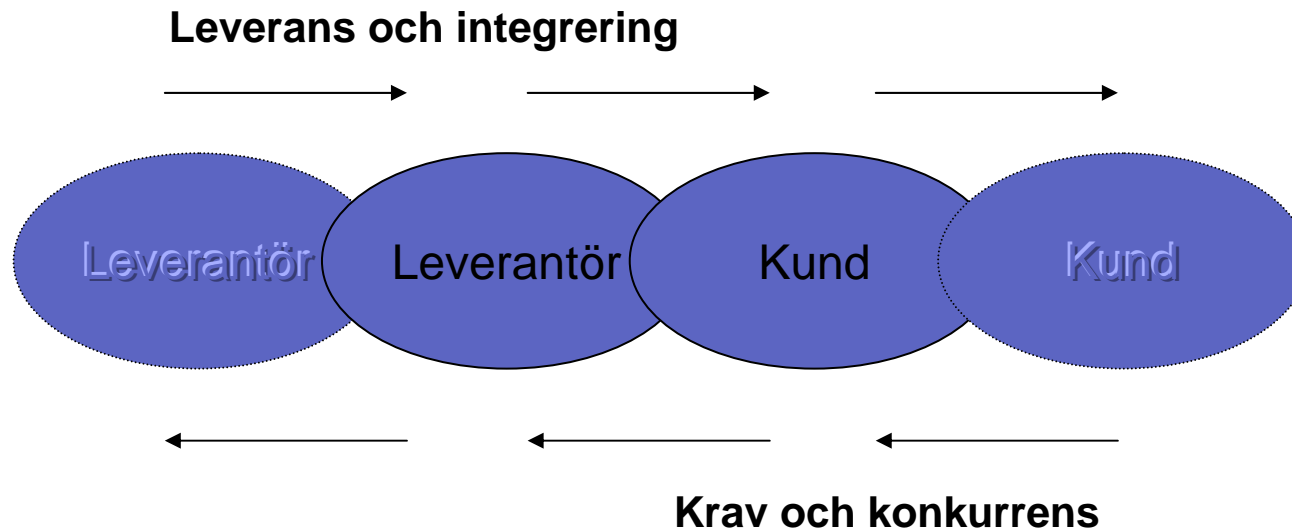 Leverans och integrering
Leverantör Leverantör Kund Kund
Krav och konkurrens